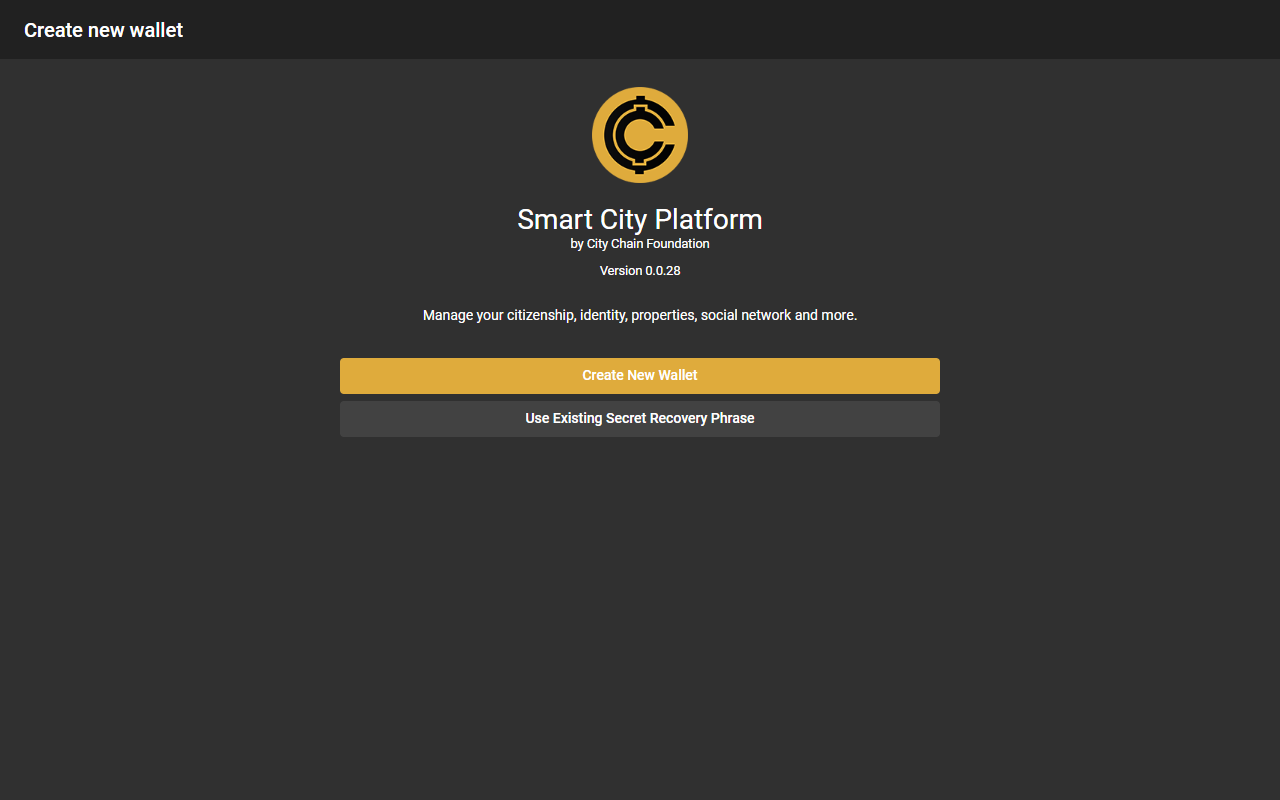 Create new wallet
Smart City Platform
by City Chain Foundation
Version 0.0.28
Manage your citizenship, identity, properties, social network and more.
Create New Wallet
Use Existing Secret Recovery Phrase